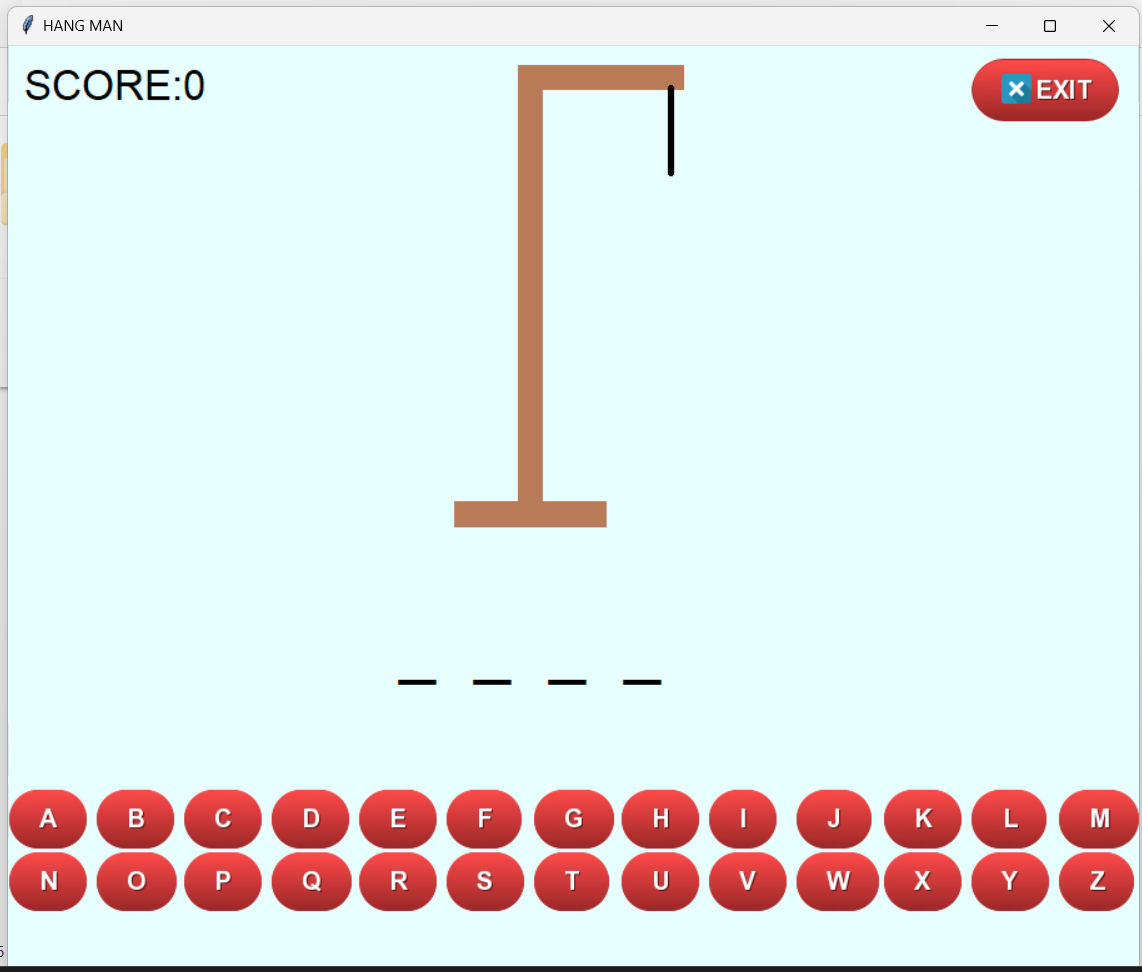 HANG MAN
SCORE:0
EXIT
_ _ _ _
A B C D E F G H I J K L M
N O P Q R S T U V W X Y Z